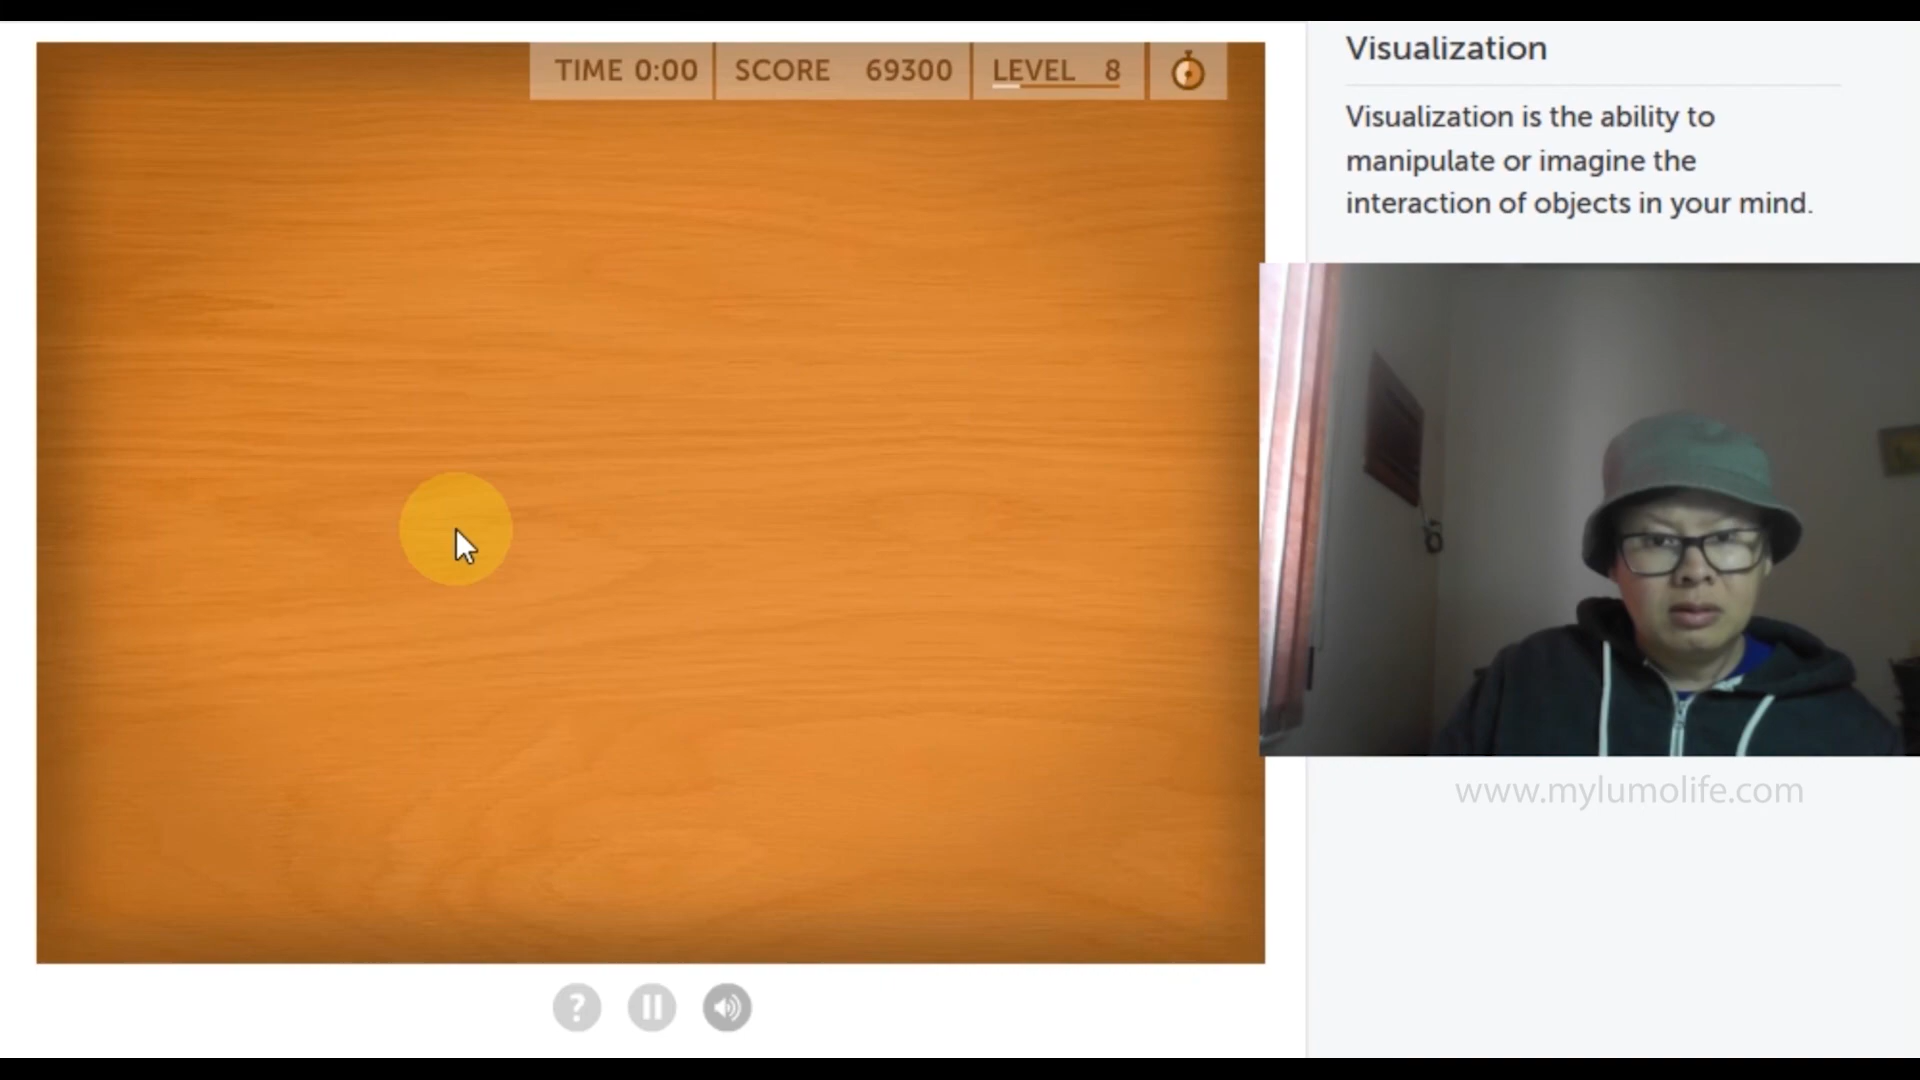 TIME 0:00 SCORE 69300 LEVEL 8
Visualization
Visualization is the ability to
manipulate or imagine the
interaction of objects in your mind.
www.mylumolife.com
?